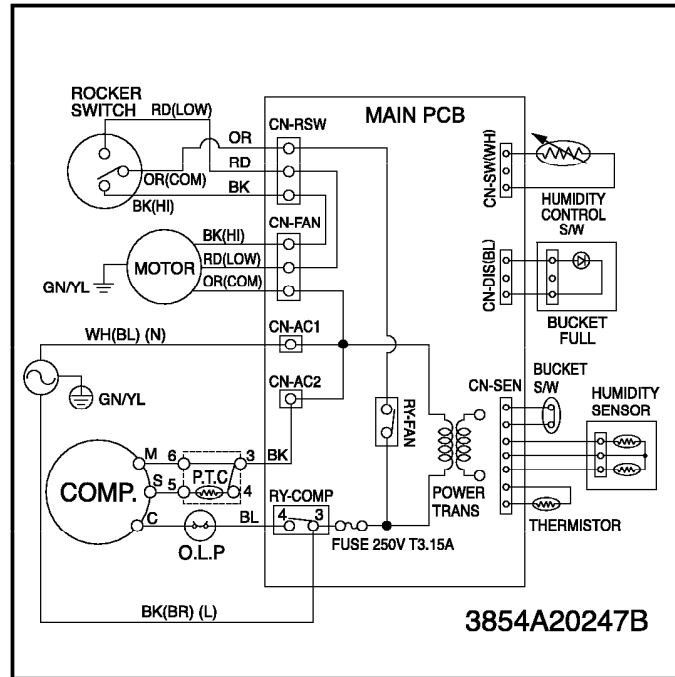 ROCKER
SWITCH
RD(LOW)
OR
RD
OR(COM)
BK
BK(HI)
CN-RSW
MAIN PCB
CN-SW(WH)
HUMIDITY
CONTROL
S/W
CN-FAN
BK(HI)
MOTOR
RD(LOW)
OR(COM)
GN/YL
CN-DIS(BL)
BUCKET
FULL
WH(BL) (N)
CN-AC1
GN/YL
CN-AC2
RY-FAN
POWER
TRANS
CN-SEN
BUCKET
S/W
HUMIDITY
SENSOR
THERMISTOR
COMP.
M
6
3
BK
P.T.C
S
5
4
C
BL
O.L.P
RY-COMP
4
3
FUSE 250V T3.15A
BK(BR) (L)
3854A20247B